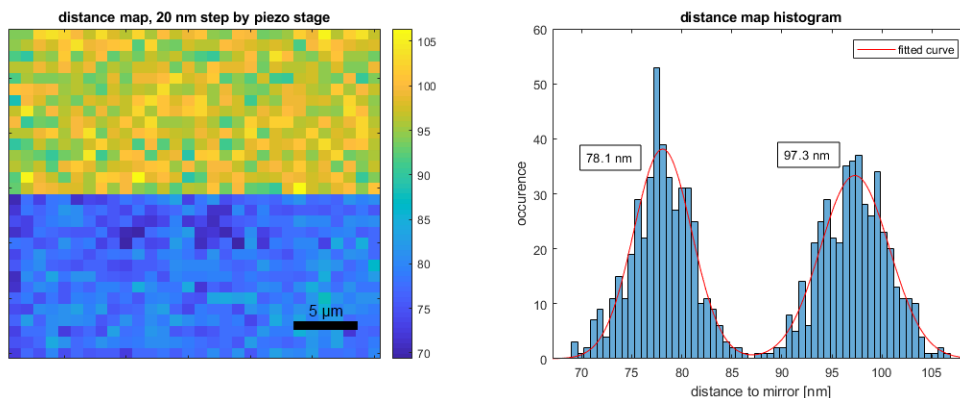 distance map, 20 nm step by piezo stage
105
100
95
90
85
80
75
70
5 µm
distance map histogram
60
50
40
30
20
10
0
occurence
fitted curve
78.1 nm
97.3 nm
70
75
80
85
90
95
100
105
distance to mirror [nm]